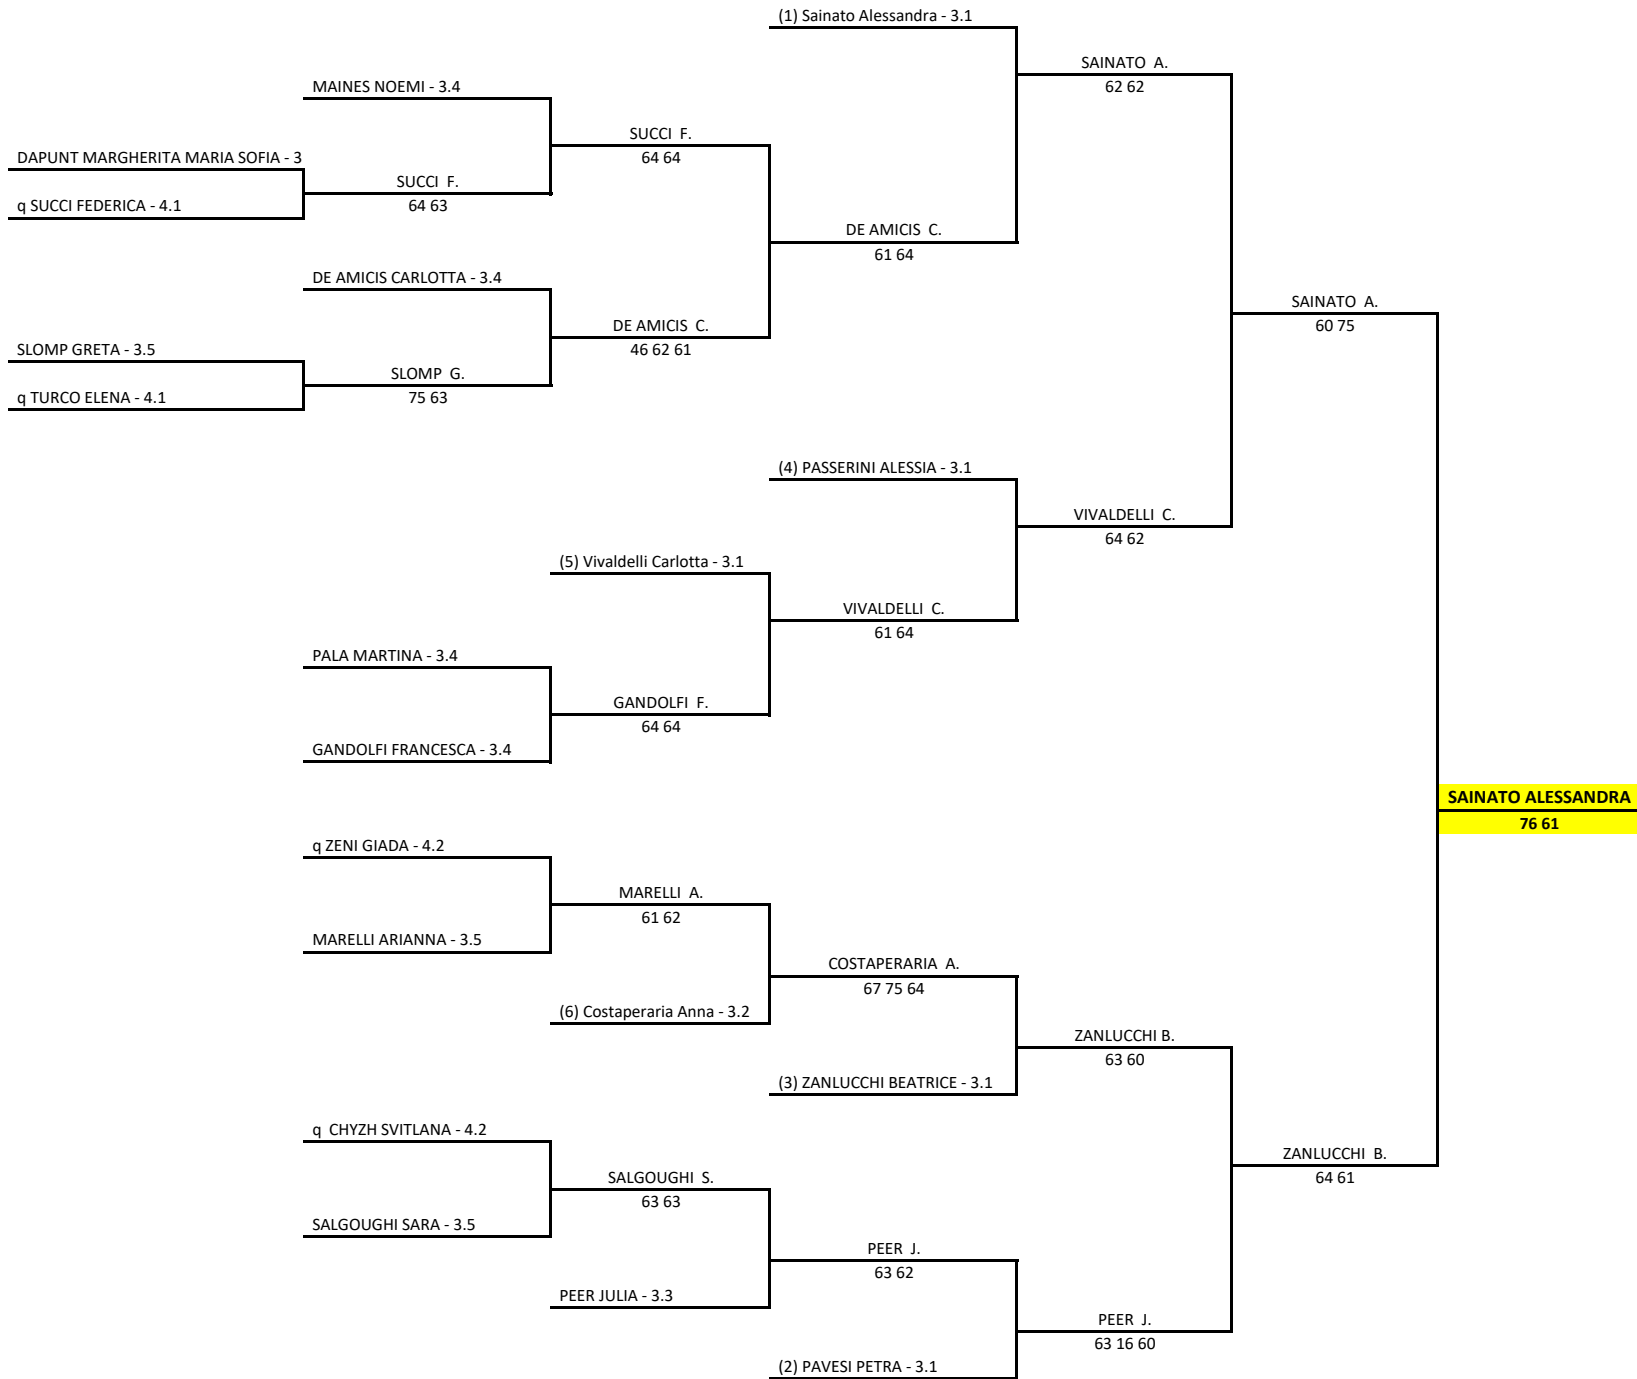 (1) Sainato Alessandra - 3.1
SAINATO A.
62 62
MAINES NOEMI - 3.4
SUCCI F.
64 64
DAPUNT MARGHERITA MARIA SOFIA - 3
SUCCI F.
64 63
q SUCCI FEDERICA - 4.1
DE AMICIS C.
61 64
DE AMICIS CARLOTTA - 3.4
SAINATO A.
60 75
DE AMICIS C.
46 62 61
SLOMP GRETA - 3.5
SLOMP G.
75 63
q TURCO ELENA - 4.1
(4) PASSERINI ALESSIA - 3.1
VIVALDELLI C.
64 62
(5) Vivaldelli Carlotta - 3.1
VIVALDELLI C.
61 64
PALA MARTINA - 3.4
GANDOLFI F.
64 64
GANDOLFI FRANCESCA - 3.4
SAINATO ALESSANDRA
76 61
q ZENI GIADA - 4.2
MARELLI A.
61 62
MARELLI ARIANNA - 3.5
COSTAPERARIA A.
67 75 64
(6) Costaperaria Anna - 3.2
ZANLUCCHI B.
63 60
(3) ZANLUCCHI BEATRICE - 3.1
q CHYZH SVITLANA - 4.2
ZANLUCCHI B.
64 61
SALGOUGHI S.
63 63
SALGOUGHI SARA - 3.5
PEER J.
63 62
PEER JULIA - 3.3
PEER J.
63 16 60
(2) PAVESI PETRA - 3.1